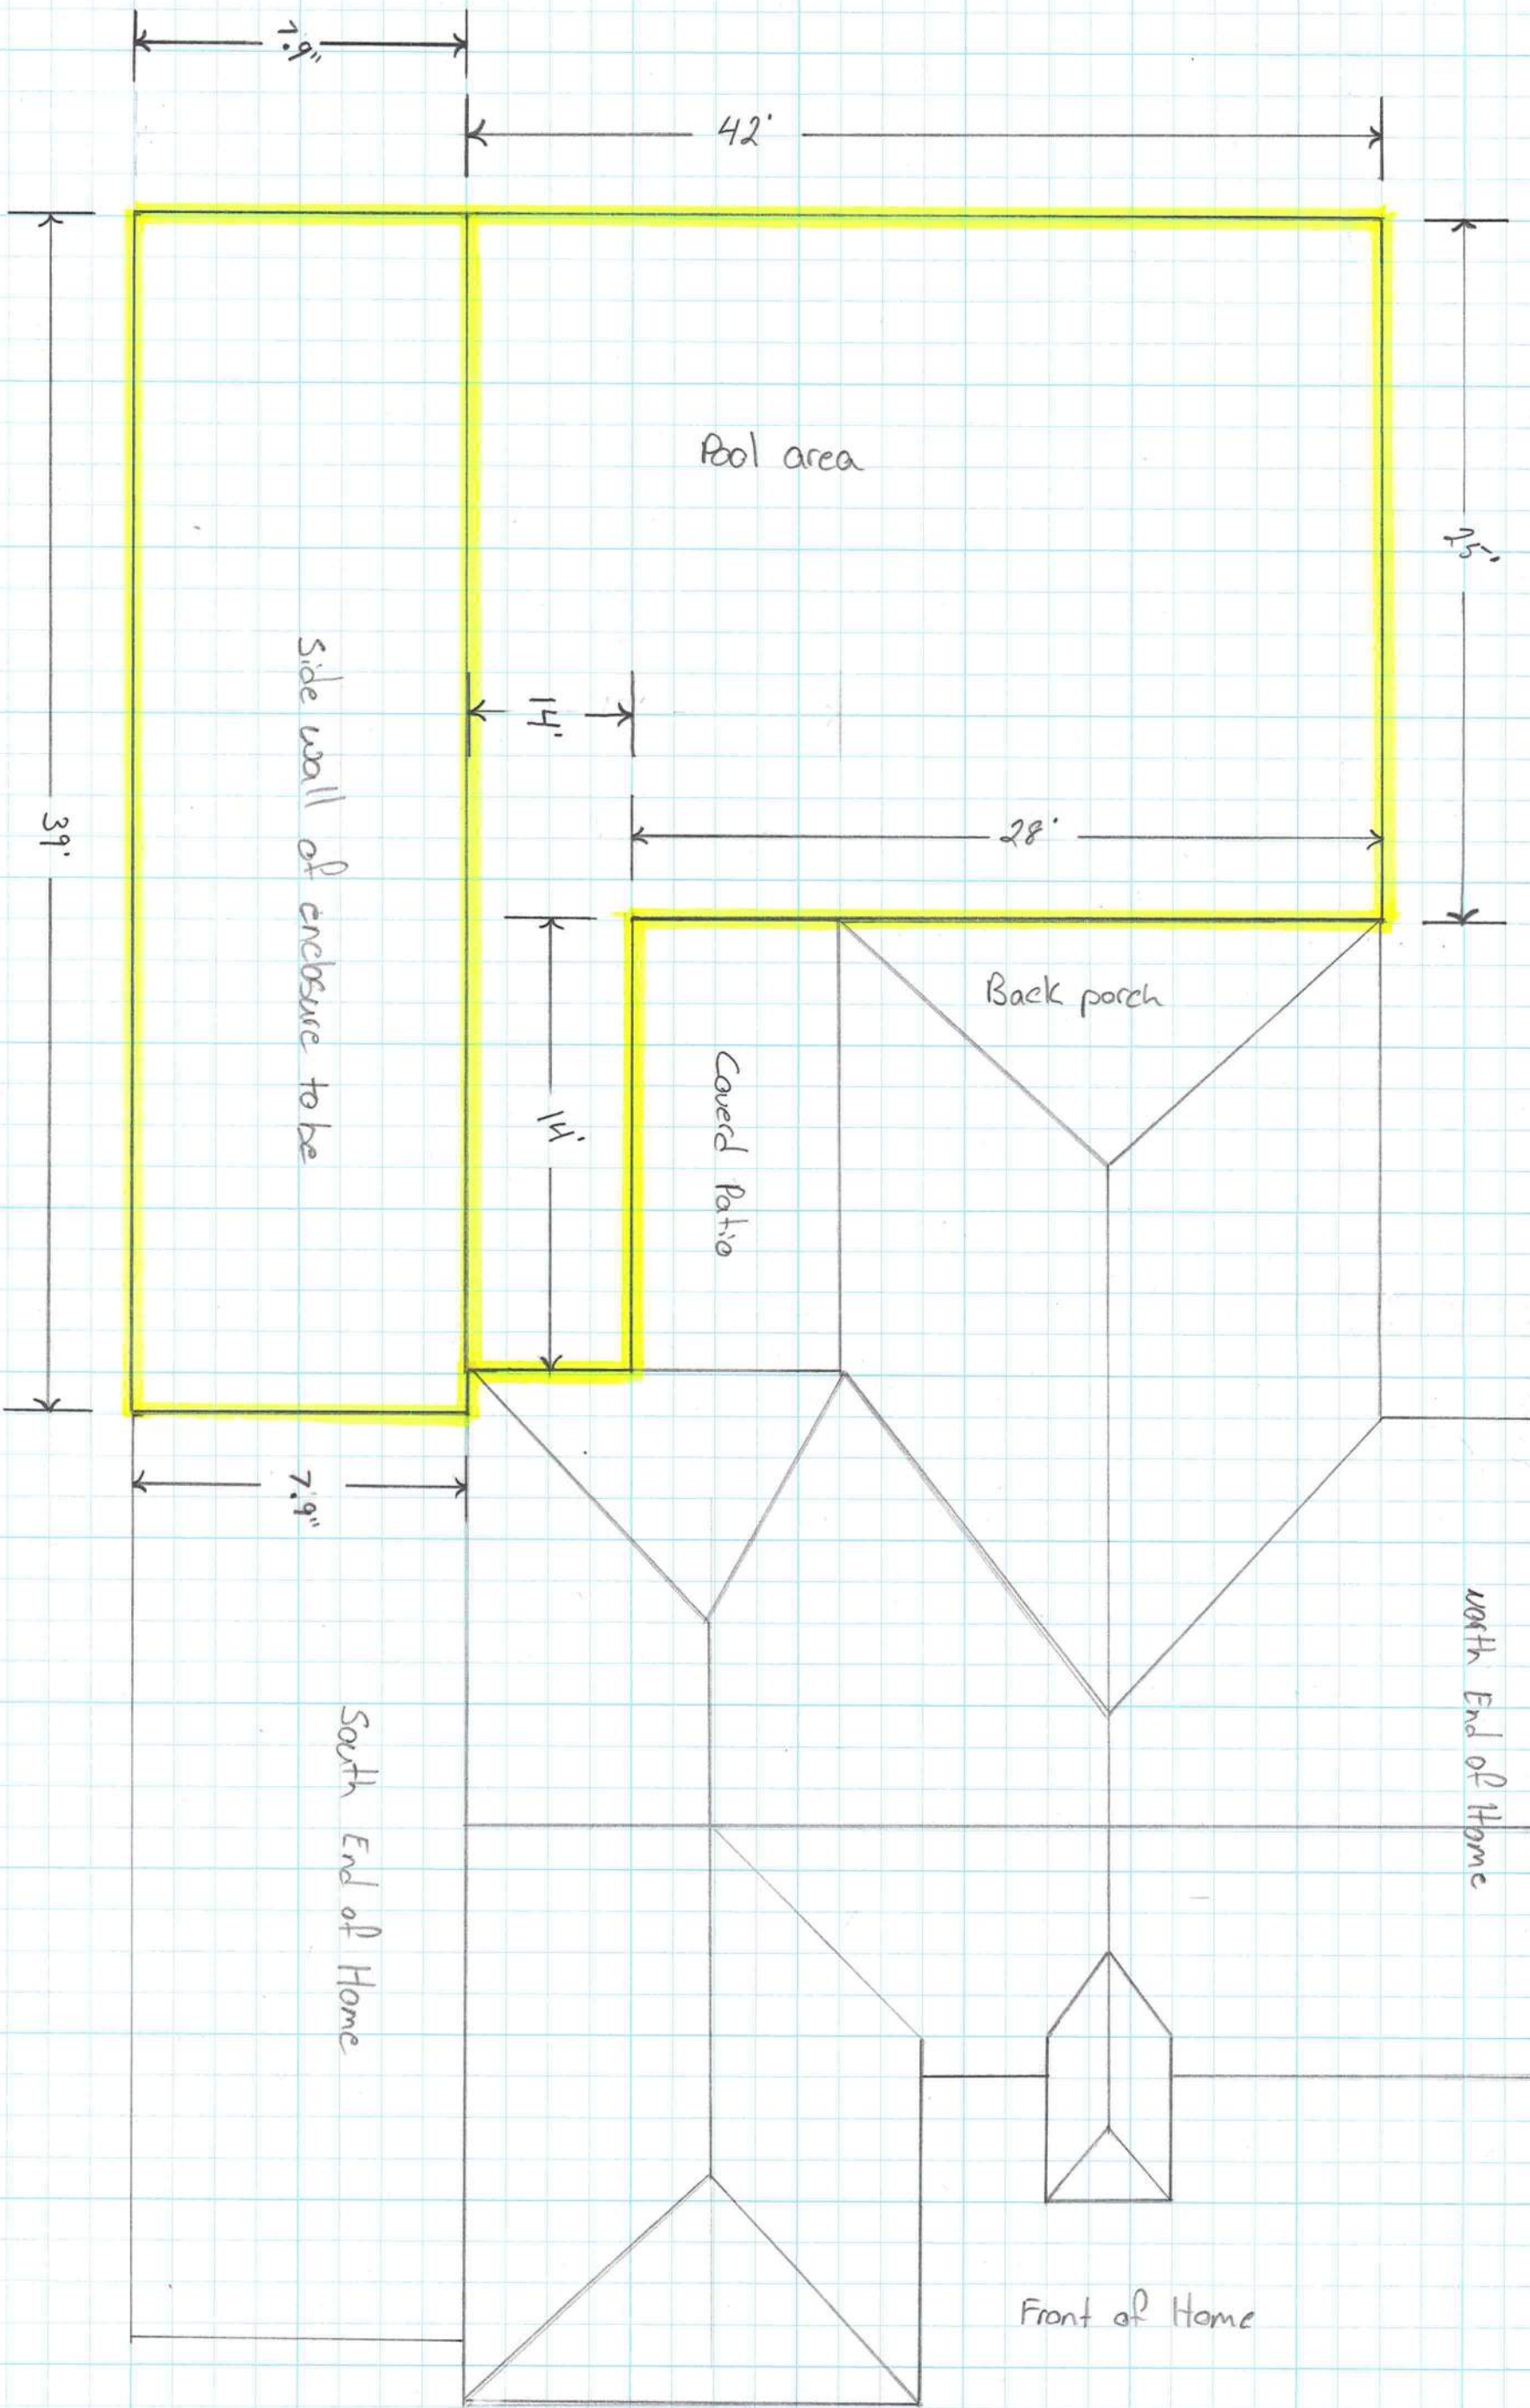 7.9"
42'
Pool area
25'
14'
28'
39'
Side wall of enclosure to be
Back porch
Coverd Patio
14'
7.9"
North End of Home
South End of Home
Front of Home